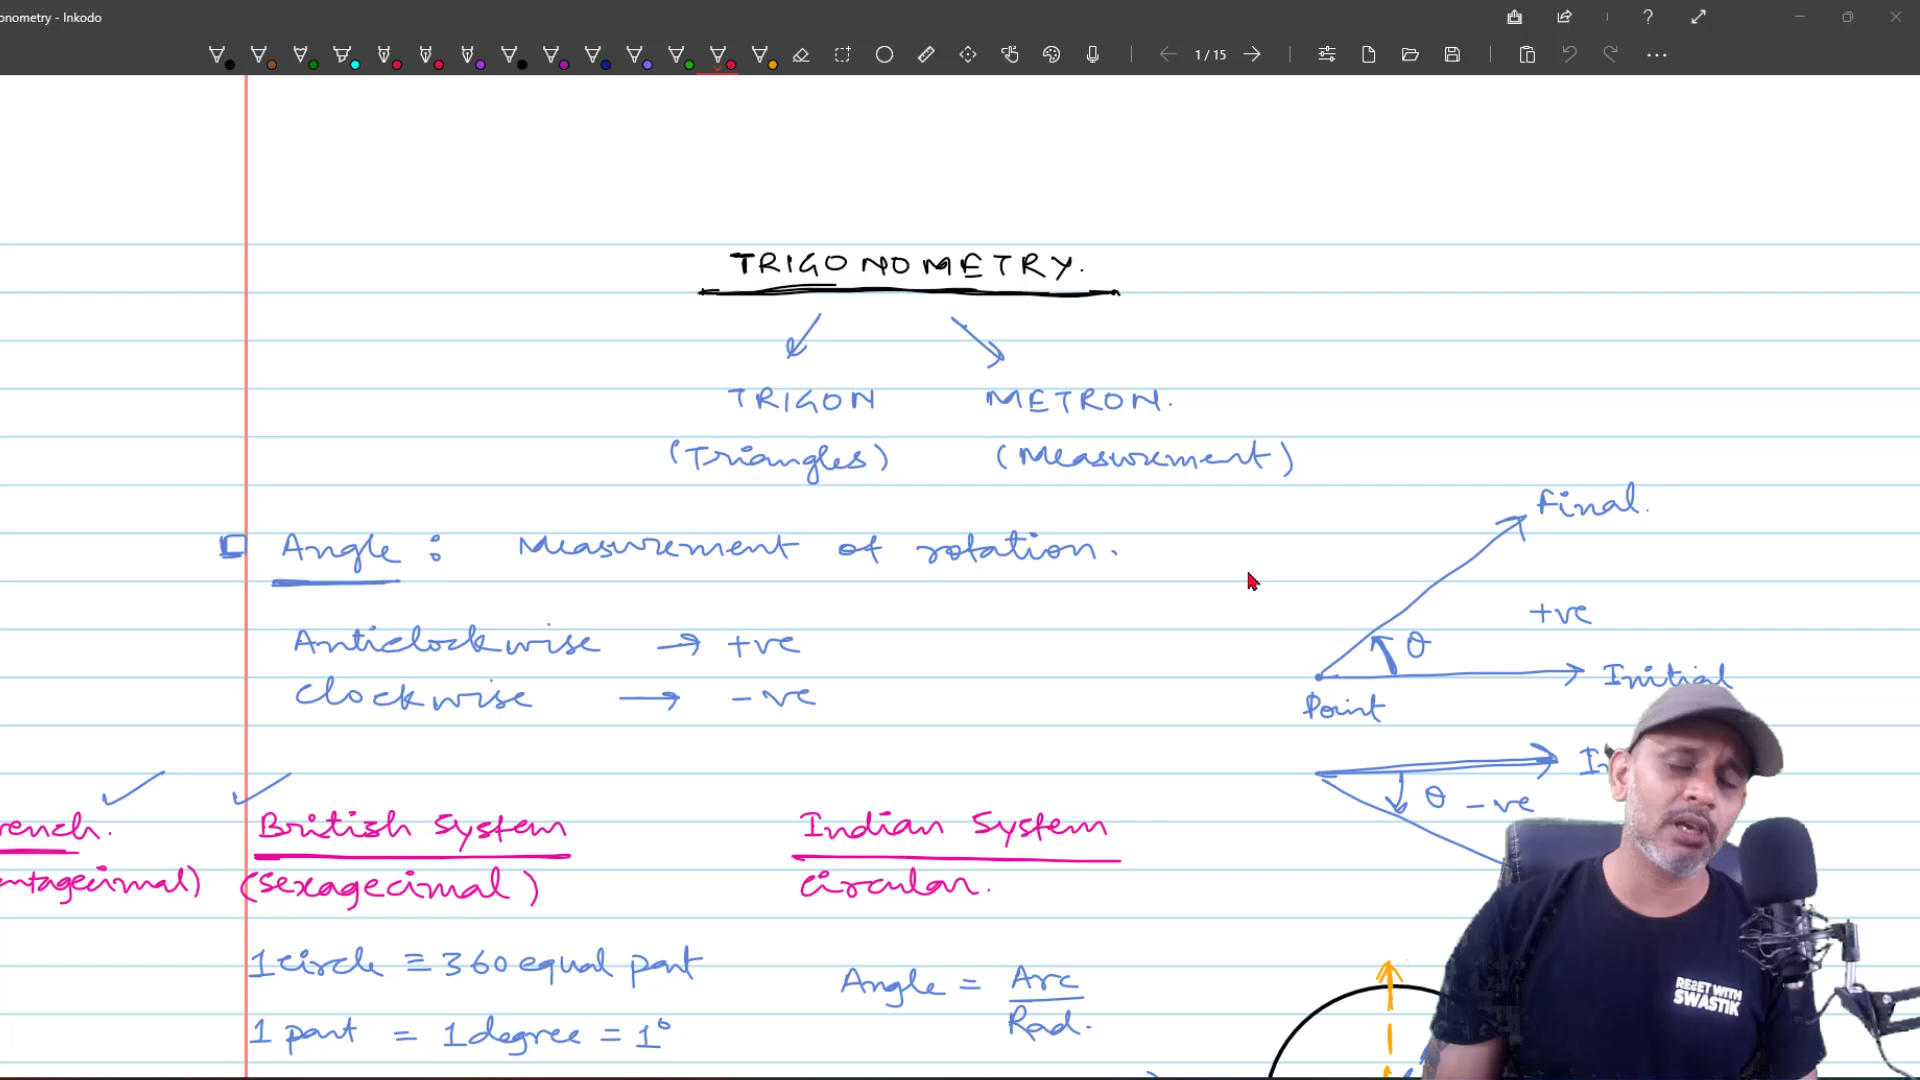 onometry - Inkodo
1 / 15
TRIGONOMETRY.
TRIGON METRON.
(Triangles) (Measurement)
Final.
Angle : Measurement of rotation.
+ve
θ
Anticlockwise → +ve
Initial
Clockwise → -ve
Point
θ -ve
rench. British System Indian System
ntagecimal) (Sexagecimal) Circular.
1 circle ≡ 360 equal part
Angle = Arc
Rad.
1 part = 1 degree = 1°
RESET WITH
SWASTIK